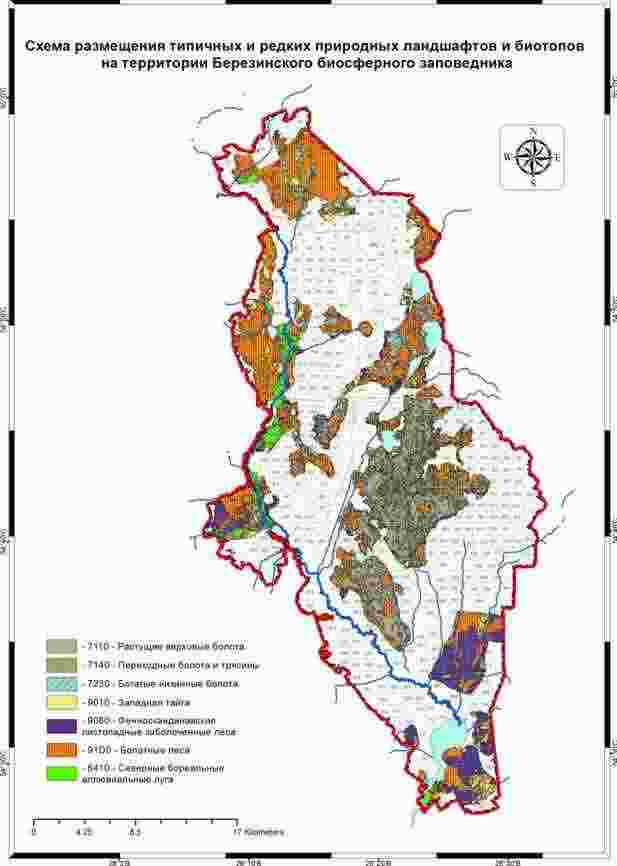 Схема размещения типичных и редких природных ландшафтов и биотопов
на территории Березинского биосферного заповедника
N
W E
S
- 7110 - Растущие верховые болота
- 7140 - Переходные болота и трясины
- 7230 - Богатые низинные болота
- 9010 - Западная тайга
- 9080 - Фенноскандинавские
листопадные заболоченные леса
- 91D0 - Болотные леса
- 6410 - Северные бореальные
аллювиальные луга
0 4.25 8.5 17 Kilometers